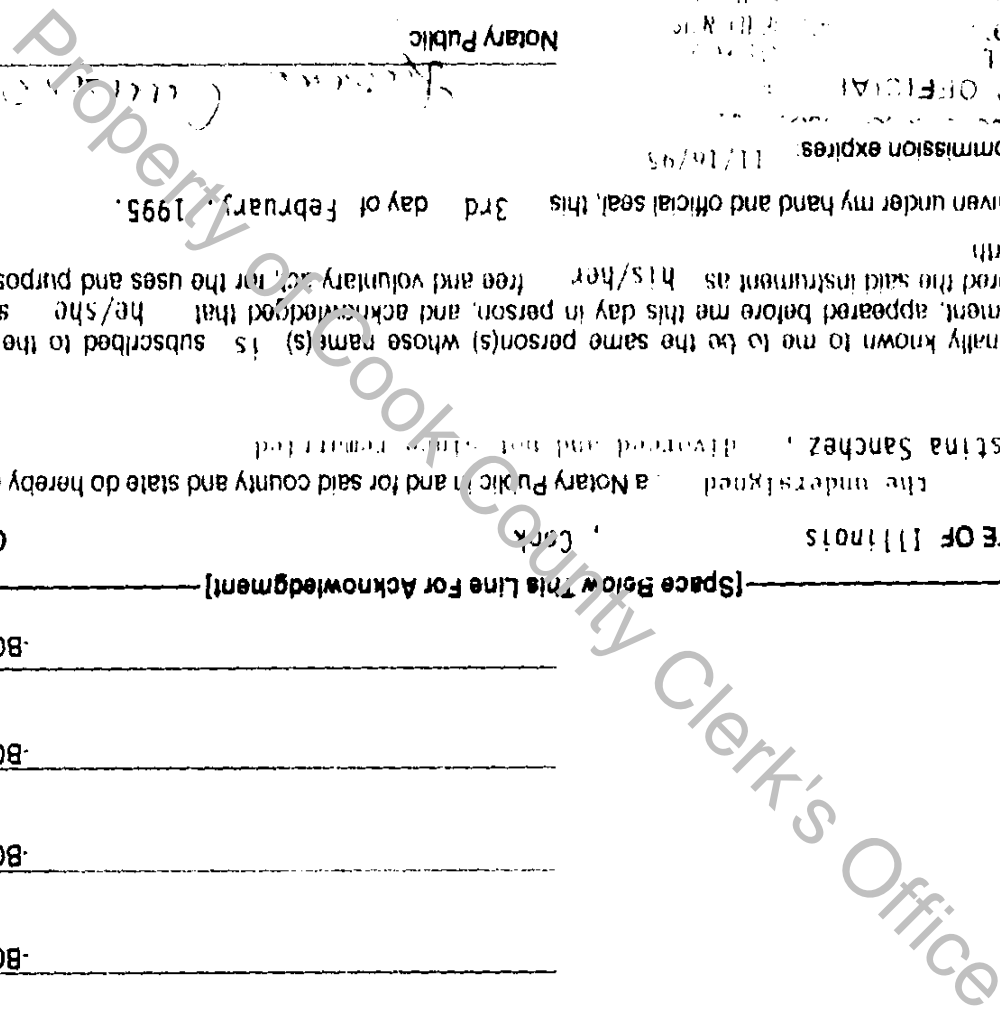 -BO
-BO
-BO
-BO
[Space Below This Line For Acknowledgment]
TE OF Illinois , Cook
the undersigned a Notary Public in and for said county and state do hereby
stina Sanchez , divorced and not since remarried
nally known to me to be the same person(s) whose name(s) is subscribed to the
ment, appeared before me this day in person, and acknowledged that he/she s
red the said instrument as his/her free and voluntary act, for the uses and purpos
rth
iven under my hand and official seal, this 3rd day of February, 1995.
ommission expires: 11/16/95
OFFICIAL
Notary Public
Property of Cook County Clerk's Office